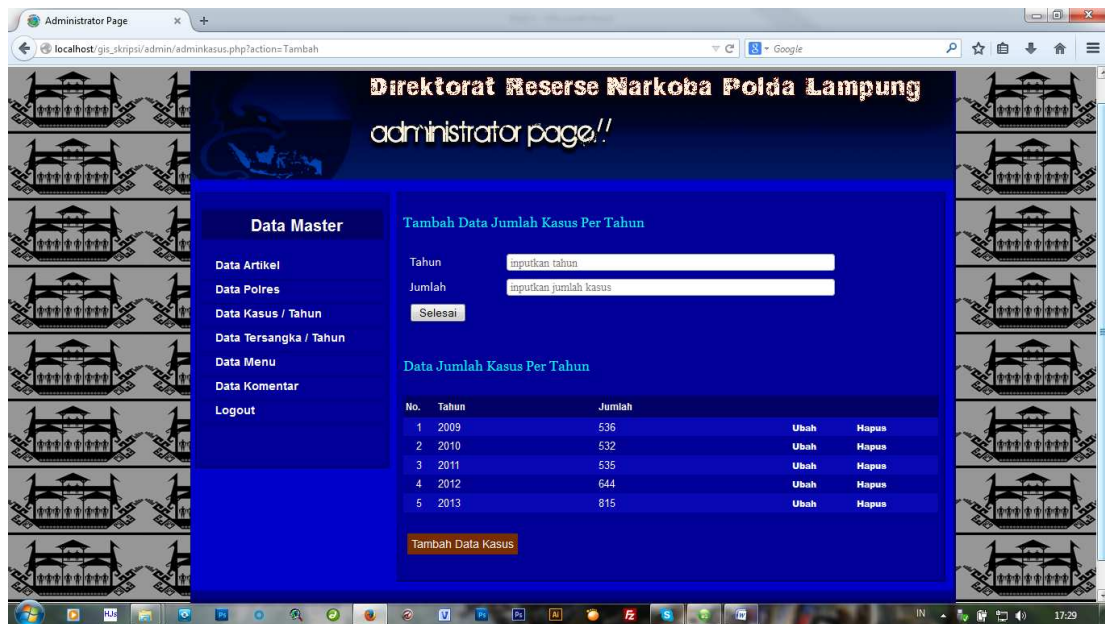 Administrator Page
localhost/gis_skripsi/admin/adminkasus.php?action=Tambah
Google
Direktorat Reserse Narkoba Polda Lampung
administrator page!!
Data Master
Data Artikel
Data Polres
Data Kasus / Tahun
Data Tersangka / Tahun
Data Menu
Data Komentar
Logout
Tambah Data Jumlah Kasus Per Tahun
Tahun inputkan tahun
Jumlah inputkan jumlah kasus
Selesai
Data Jumlah Kasus Per Tahun
No. Tahun Jumlah
1 2009 536 Ubah Hapus
2 2010 532 Ubah Hapus
3 2011 535 Ubah Hapus
4 2012 644 Ubah Hapus
5 2013 815 Ubah Hapus
Tambah Data Kasus
IN 17:29